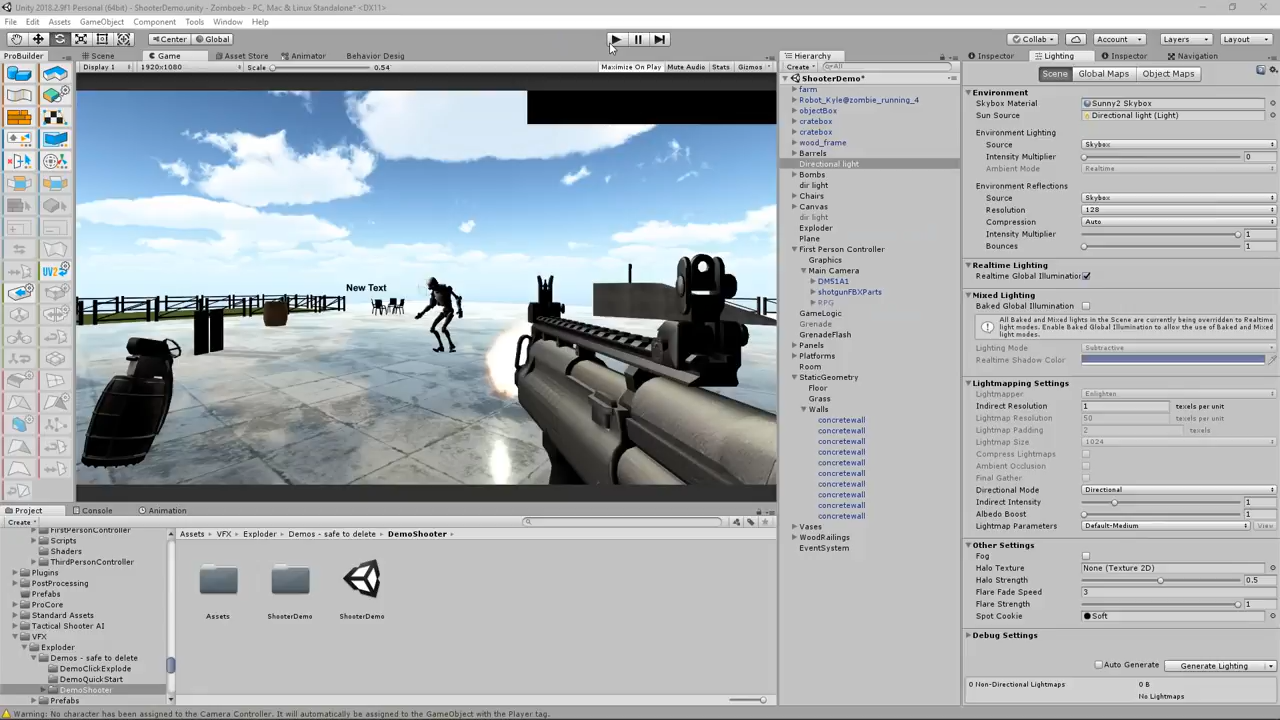 Unity 2018.2.9f1 Personal (64bit) - ShooterDemo.unity - Zomboeb - PC, Mac & Linux Standalone* <DX11>
File Edit Assets GameObject Component Tools Window Help
Center Global Collab Account Layers Layout
ProBuilder Scene Game Asset Store Animator Behavior Desig Hierarchy Inspector Lighting Inspector Navigation
Display 1 1920x1080 Scale 0.54 Maximize On Play Mute Audio Stats Gizmos
Create All
Scene Global Maps Object Maps
ShooterDemo*
farm
Robot_Kyle@zombie_running_4
objectBox
cratebox
cratebox
wood_frame
Barrels
Directional light
Bombs
dir light
Chairs
Canvas
dir light
Exploder
Plane
First Person Controller
Graphics
Main Camera
DM51A1
shotgunFBXParts
RPG
GameLogic
Grenade
GrenadeFlash
Panels
Platforms
Room
StaticGeometry
Floor
Grass
Walls
concretewall
concretewall
concretewall
concretewall
concretewall
concretewall
concretewall
concretewall
concretewall
concretewall
Vases
WoodRailings
EventSystem
New Text
UV2
Environment
Skybox Material Sunny2 Skybox
Sun Source Directional light (Light)
Environment Lighting
Source Skybox
Intensity Multiplier 0
Ambient Mode Realtime
Environment Reflections
Source Skybox
Resolution 128
Compression Auto
Intensity Multiplier 1
Bounces 1
Realtime Lighting
Realtime Global Illumination
Mixed Lighting
Baked Global Illumination
All Baked and Mixed lights in the Scene are currently being overridden to Realtime
light modes. Enable Baked Global Illumination to allow the use of Baked and Mixed
light modes.
Lighting Mode Subtractive
Realtime Shadow Color
Lightmapping Settings
Lightmapper Enlighten
Indirect Resolution 1 texels per unit
Lightmap Resolution 50 texels per unit
Lightmap Padding 2 texels
Lightmap Size 1024
Compress Lightmaps
Ambient Occlusion
Final Gather
Directional Mode Directional
Indirect Intensity 1
Albedo Boost 1
Lightmap Parameters Default-Medium View
Other Settings
Fog
Halo Texture None (Texture 2D)
Halo Strength 0.5
Flare Fade Speed 3
Flare Strength 1
Spot Cookie Soft
Debug Settings
Auto Generate Generate Lighting
0 Non-Directional Lightmaps 0 B
No Lightmaps
Project Console Animation
Create
FirstPersonController
Scripts
Shaders
ThirdPersonController
Plugins
PostProcessing
Prefabs
ProCore
Standard Assets
Tactical Shooter AI
VFX
Exploder
Demos - safe to delete
DemoClickExplode
DemoQuickStart
DemoShooter
Prefabs
Assets VFX Exploder Demos - safe to delete DemoShooter
Assets ShooterDemo ShooterDemo
Warning: No character has been assigned to the Camera Controller. It will automatically be assigned to the GameObject with the Player tag.